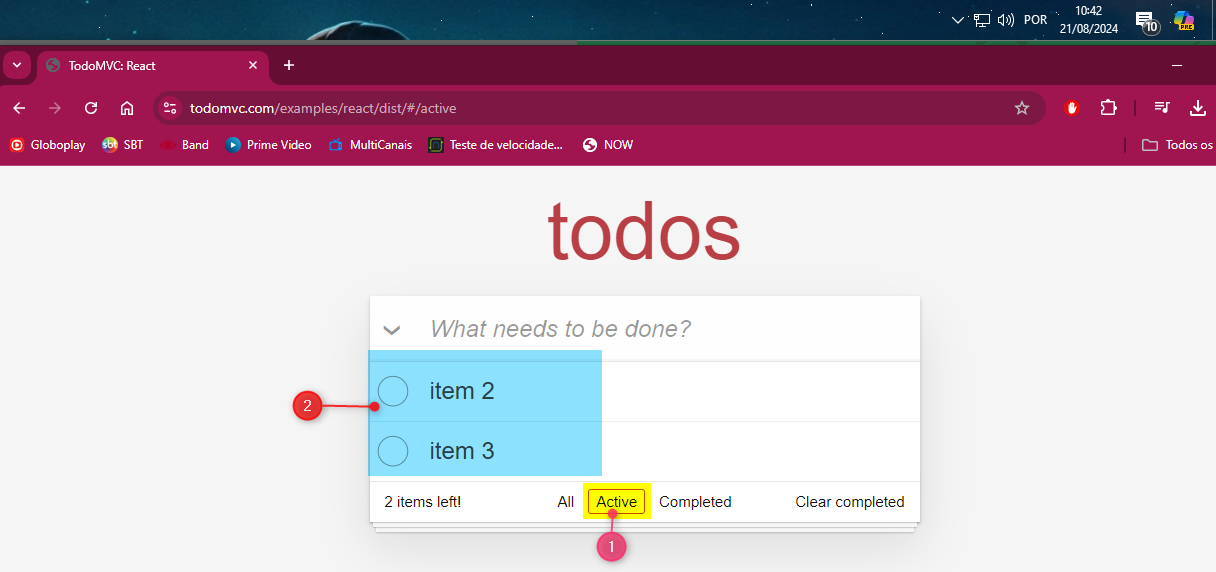 POR
10:42
21/08/2024
10
PRE
TodoMVC: React
todomvc.com/examples/react/dist/#/active
Globoplay
sbt SBT
Band
Prime Video
MultiCanais
Teste de velocidade...
NOW
Todos os
todos
What needs to be done?
item 2
2
item 3
2 items left!
All
Active
Completed
Clear completed
1